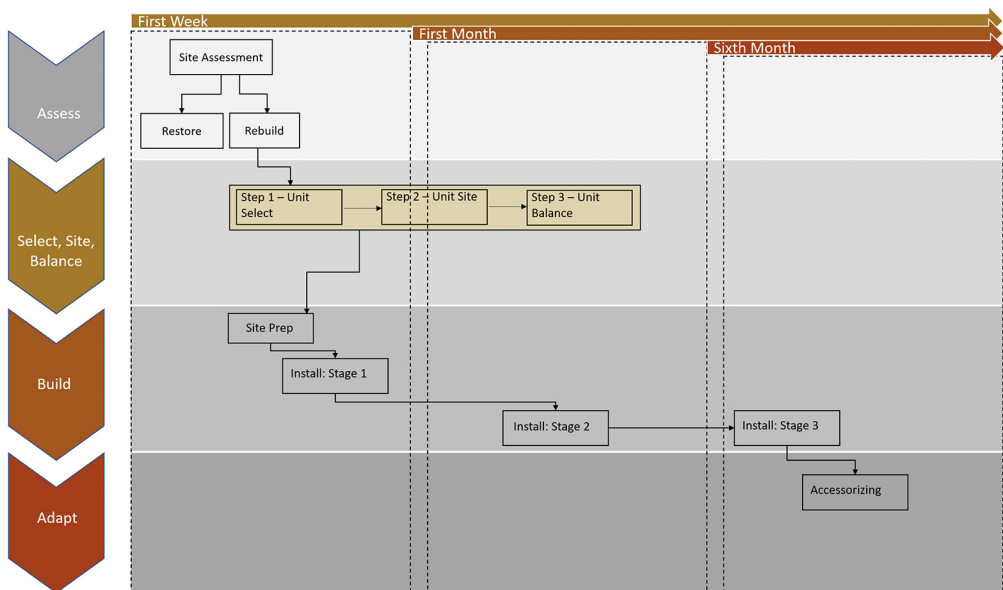 First Week
First Month
Sixth Month
Assess
Site Assessment
Restore
Rebuild
Select, Site,
Balance
Step 1 – Unit
Select
Step 2 – Unit Site
Step 3 – Unit
Balance
Build
Site Prep
Install: Stage 1
Install: Stage 2
Install: Stage 3
Adapt
Accessorizing